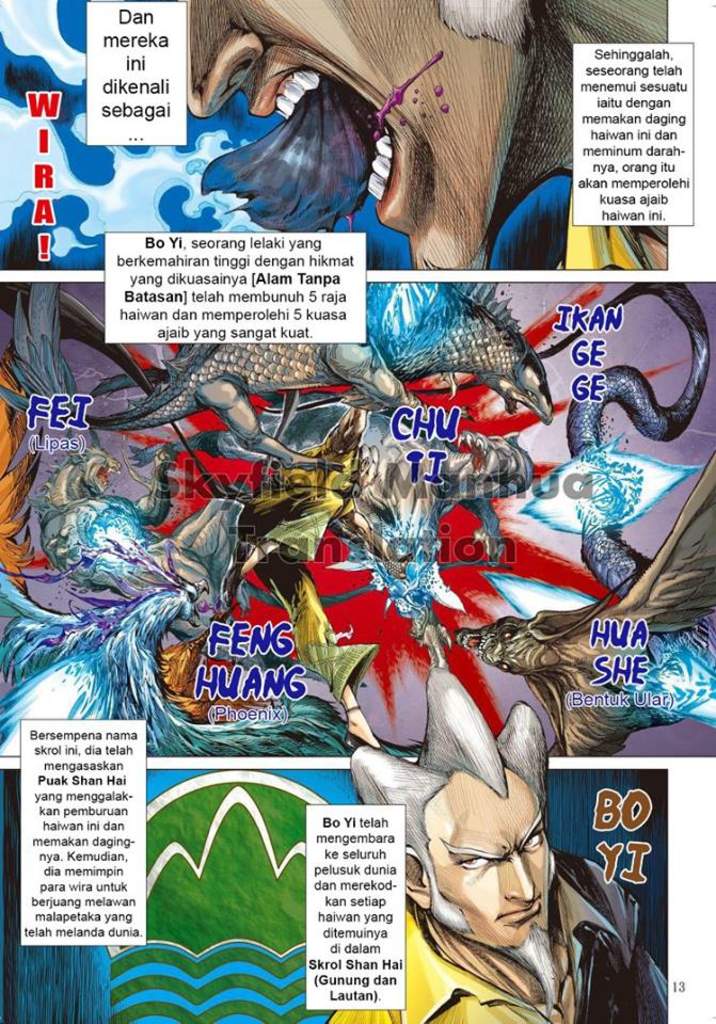 Sehinggalah,
seseorang telah
menemui sesuatu
iaitu dengan
memakan daging
haiwan ini dan
meminum darah-
nya, orang itu
akan memperolehi
kuasa ajaib
haiwan ini.
Dan
mereka
ini
dikenali
sebagai
...
WIRA!
Bo Yi, seorang lelaki yang
berkemahiran tinggi dengan hikmat
yang dikuasainya [Alam Tanpa
Batasan] telah membunuh 5 raja
haiwan dan memperolehi 5 kuasa
ajaib yang sangat kuat.
IKAN
GE
GE
FEI
(Lipas)
CHU
TI
Skyfield Manhua
Translation
FENG
HUANG
(Phoenix)
HUA
SHE
(Bentuk Ular)
Bersempena nama
skrol ini, dia telah
mengasaskan
Puak Shan Hai
yang menggalak-
kan pemburuan
haiwan ini dan
memakan daging-
nya. Kemudian,
dia memimpin
para wira untuk
berjuang melawan
malapetaka yang
telah melanda dunia.
Bo Yi telah
mengembara
ke seluruh
pelusuk dunia
dan merekod-
kan setiap
haiwan yang
ditemuinya
di dalam
Skrol Shan Hai
(Gunung dan
Lautan).
BO
YI
13